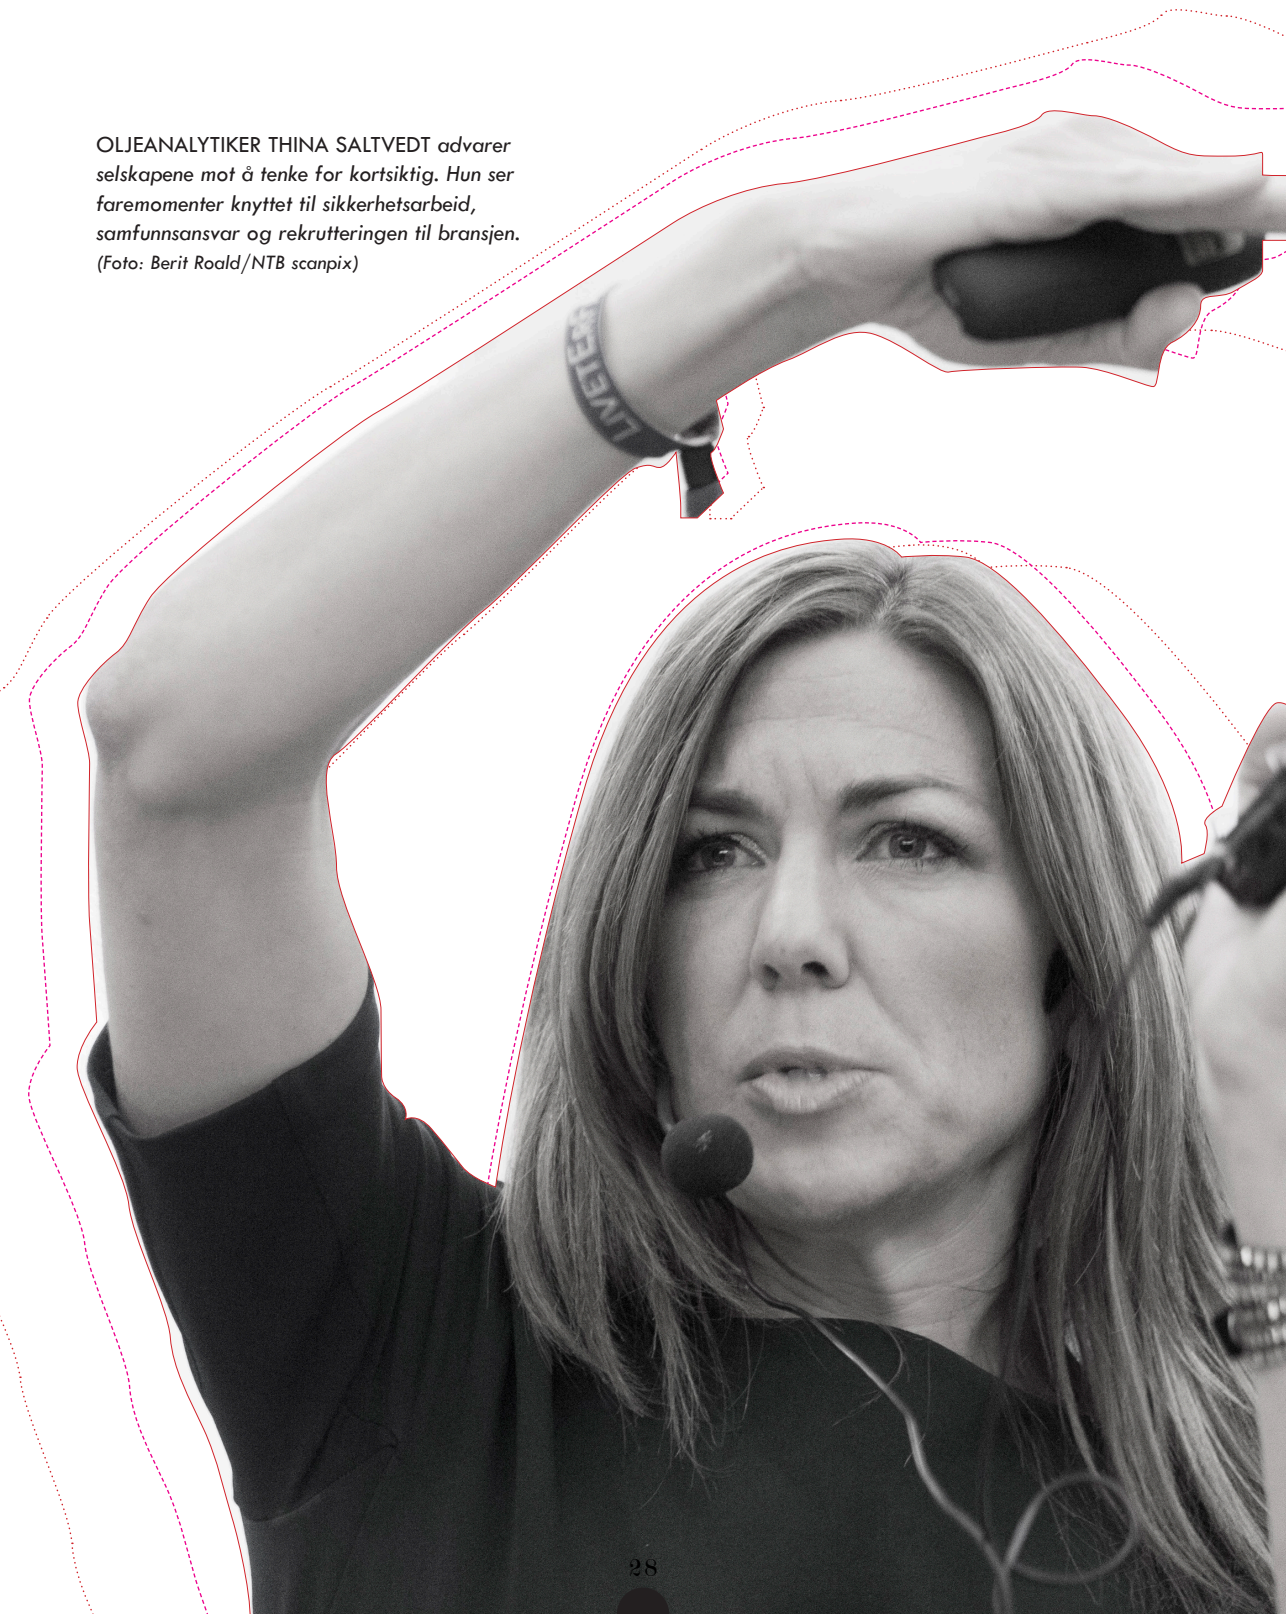 OLJEANALYTIKER THINA SALTVEDT advarer
selskapene mot å tenke for kortsiktig. Hun ser
faremomenter knyttet til sikkerhetsarbeid,
samfunnsansvar og rekrutteringen til bransjen.
(Foto: Berit Roald/NTB scanpix)
28